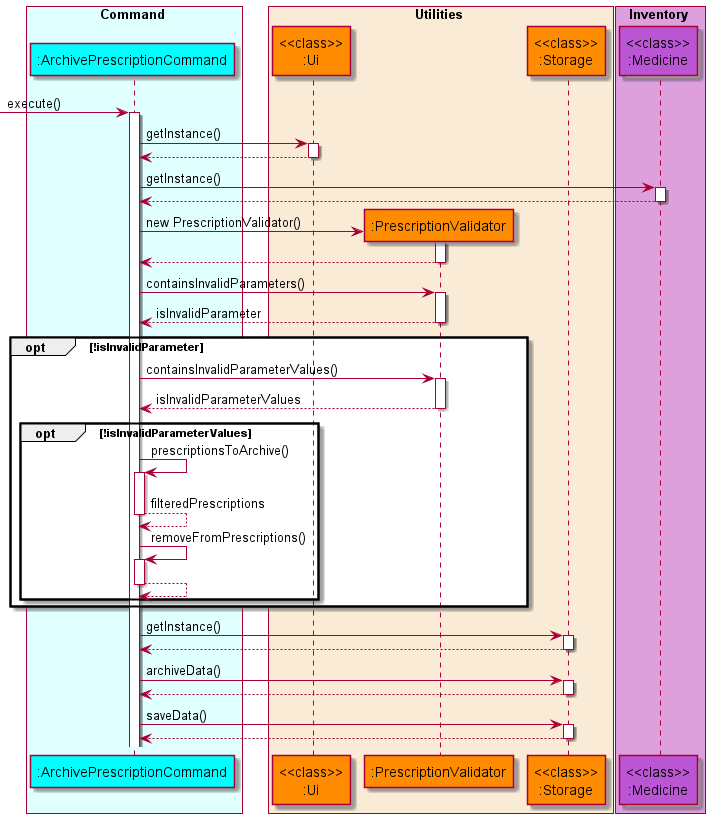 Command
Utilities
Inventory
:ArchivePrescriptionCommand
<<class>>
:Ui
<<class>>
:Storage
<<class>>
:Medicine
execute()
getInstance()
getInstance()
new PrescriptionValidator()
:PrescriptionValidator
containsInvalidParameters()
isInvalidParameter
opt
[!isInvalidParameter]
containsInvalidParameterValues()
isInvalidParameterValues
opt
[!isInvalidParameterValues]
prescriptionsToArchive()
filteredPrescriptions
removeFromPrescriptions()
getInstance()
archiveData()
saveData()
:ArchivePrescriptionCommand
<<class>>
:Ui
:PrescriptionValidator
<<class>>
:Storage
<<class>>
:Medicine